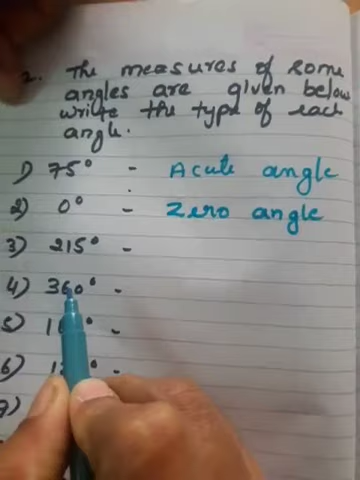 2. The measures of some
angles are given below
write the type of each
angle.
1) 75° - Acute angle
2) 0° - Zero angle
3) 215° -
4) 360° -
5)
6)
7)